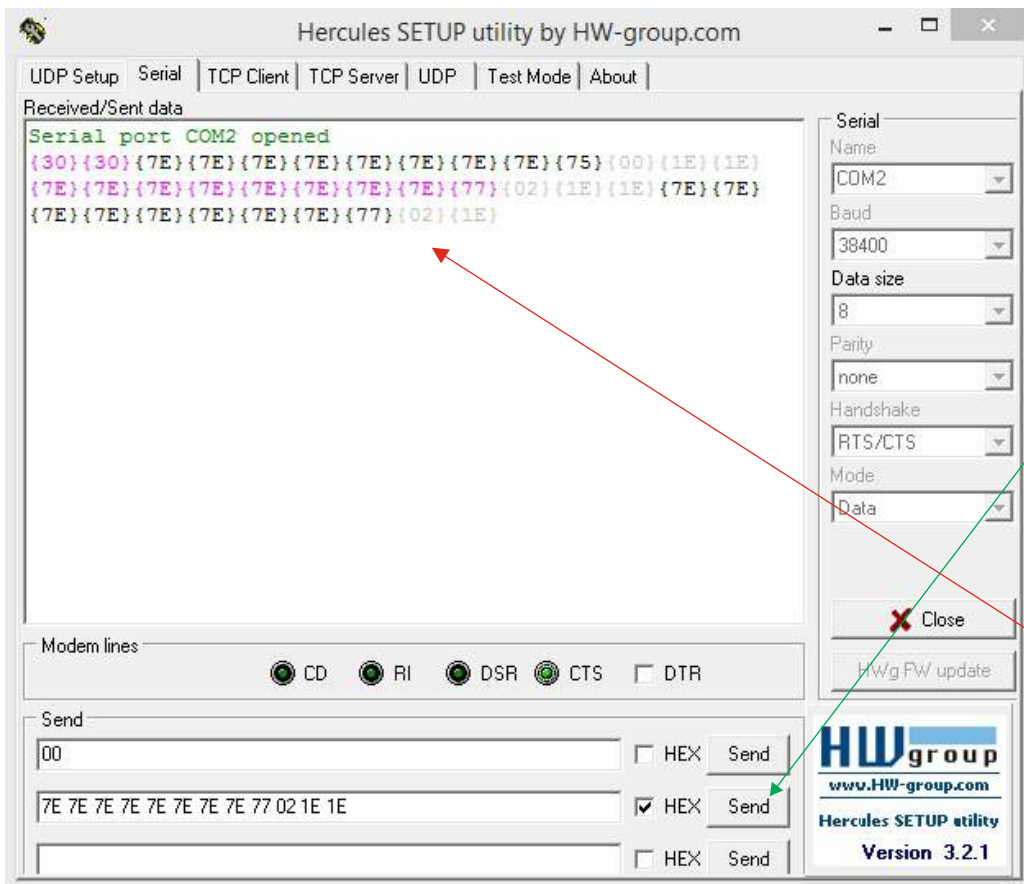 Hercules SETUP utility by HW-group.com
UDP Setup Serial TCP Client TCP Server UDP Test Mode About
Received/Sent data
Serial port COM2 opened
{30}{30}{7E}{7E}{7E}{7E}{7E}{7E}{7E}{7E}{75}{00}{1E}{1E}
{7E}{7E}{7E}{7E}{7E}{7E}{7E}{7E}{77}{02}{1E}{1E}{7E}{7E}
{7E}{7E}{7E}{7E}{7E}{7E}{77}{02}{1E}
Serial
Name
COM2
Baud
38400
Data size
8
Parity
none
Handshake
RTS/CTS
Mode
Data
Close
HWg FW update
Modem lines
CD RI DSR CTS DTR
Send
00 HEX Send
7E 7E 7E 7E 7E 7E 7E 7E 77 02 1E 1E HEX Send
HEX Send
HW group
www.HW-group.com
Hercules SETUP utility
Version 3.2.1